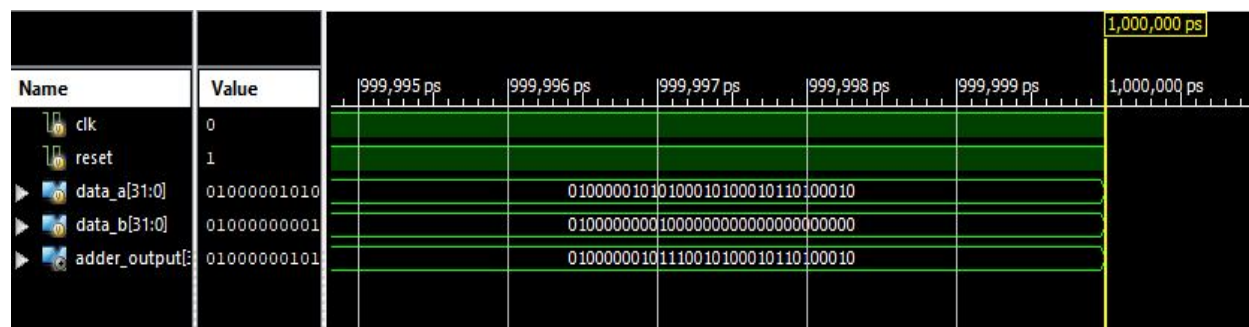 1,000,000 ps
Name Value 999,995 ps 999,996 ps 999,997 ps 999,998 ps 999,999 ps 1,000,000 ps
clk 0
reset 1
data_a[31:0] 01000001010 01000001010100010100010110100010
data_b[31:0] 01000000001 01000000001000000000000000000000
adder_output[ 01000000101 01000000101110010100010110100010